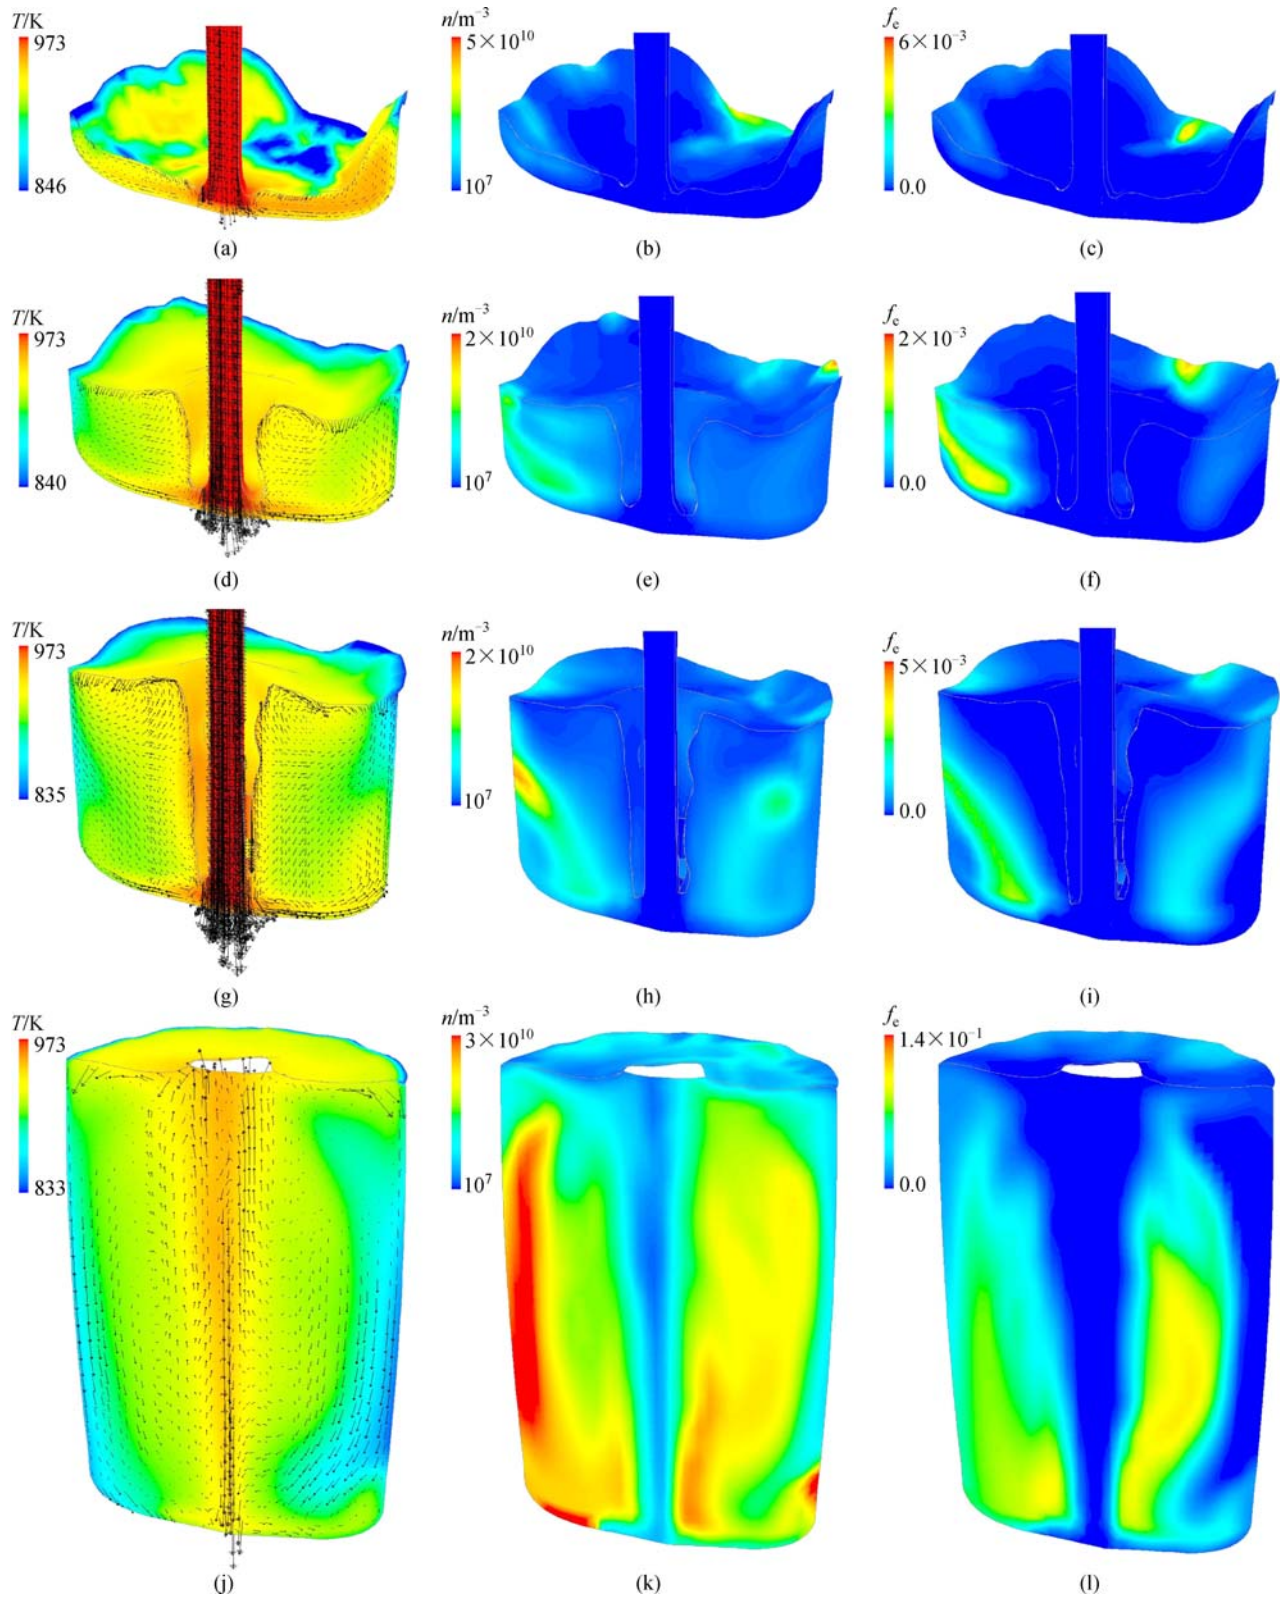 T/K
973
846
(a)
n/m⁻³
5×10¹⁰
10⁷
(b)
fₑ
6×10⁻³
0.0
(c)
T/K
973
840
(d)
n/m⁻³
2×10¹⁰
10⁷
(e)
fₑ
2×10⁻³
0.0
(f)
T/K
973
835
(g)
n/m⁻³
2×10¹⁰
10⁷
(h)
fₑ
5×10⁻³
0.0
(i)
T/K
973
833
(j)
n/m⁻³
3×10¹⁰
10⁷
(k)
fₑ
1.4×10⁻¹
0.0
(l)